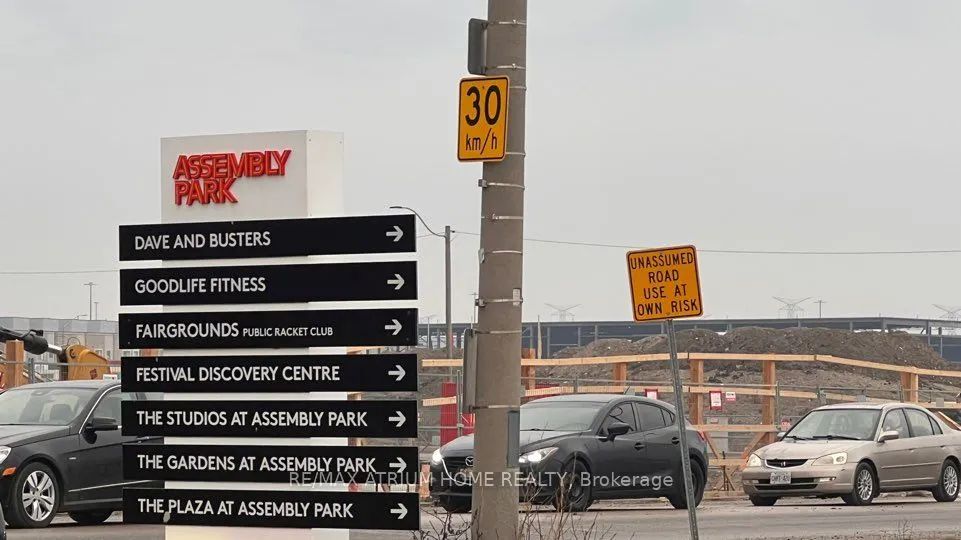 ASSEMBLY
PARK
DAVE AND BUSTERS
GOODLIFE FITNESS
FAIRGROUNDS PUBLIC RACKET CLUB
FESTIVAL DISCOVERY CENTRE
THE STUDIOS AT ASSEMBLY PARK
THE GARDENS AT ASSEMBLY PARK
THE PLAZA AT ASSEMBLY PARK
30
km/h
UNASSUMED
ROAD
USE AT
OWN RISK
RE/MAX ATRIUM HOME REALTY, Brokerage